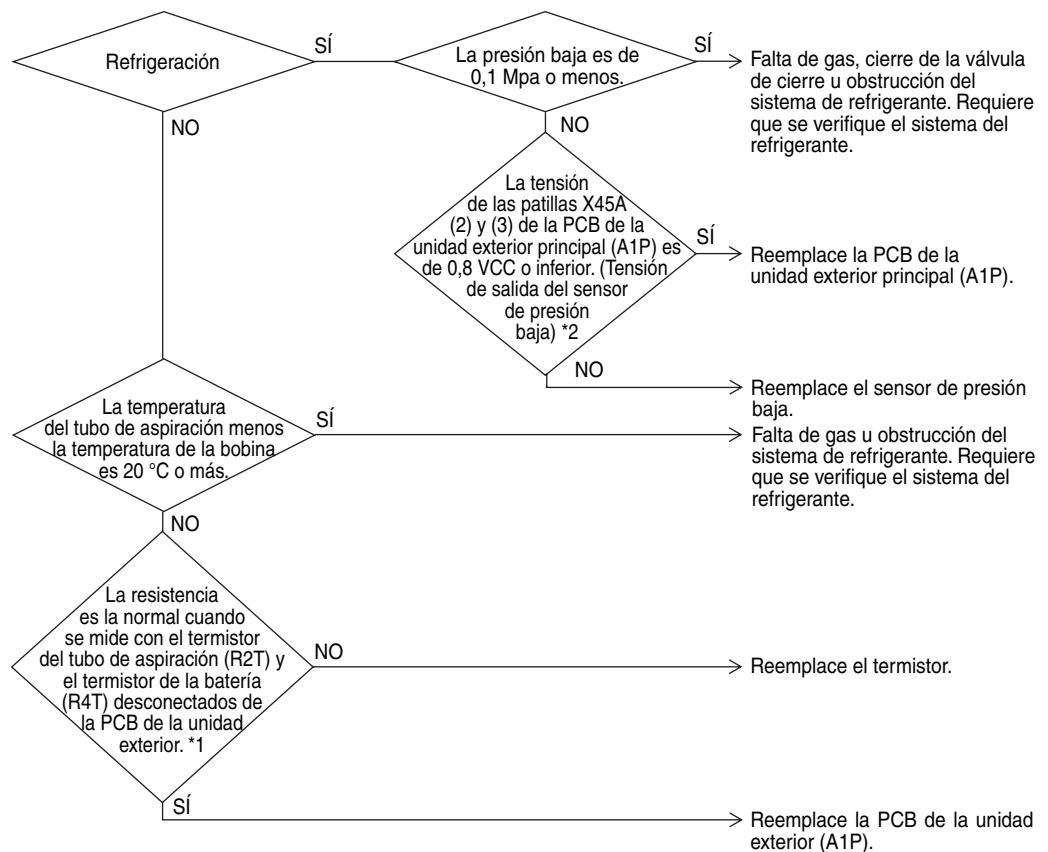 Refrigeración
SÍ
La presión baja es de
0,1 Mpa o menos.
SÍ
Falta de gas, cierre de la válvula
de cierre u obstrucción del
sistema de refrigerante. Requiere
que se verifique el sistema del
refrigerante.
NO
NO
La tensión
de las patillas X45A
(2) y (3) de la PCB de la
unidad exterior principal (A1P) es
de 0,8 VCC o inferior. (Tensión
de salida del sensor
de presión
baja) *2
SÍ
Reemplace la PCB de la
unidad exterior principal (A1P).
NO
Reemplace el sensor de presión
baja.
La temperatura
del tubo de aspiración menos
la temperatura de la bobina
es 20 °C o más.
SÍ
Falta de gas u obstrucción del
sistema de refrigerante. Requiere
que se verifique el sistema del
refrigerante.
NO
La resistencia
es la normal cuando
se mide con el termistor
del tubo de aspiración (R2T) y
el termistor de la batería
(R4T) desconectados de
la PCB de la unidad
exterior. *1
NO
Reemplace el termistor.
SÍ
Reemplace la PCB de la unidad
exterior (A1P).